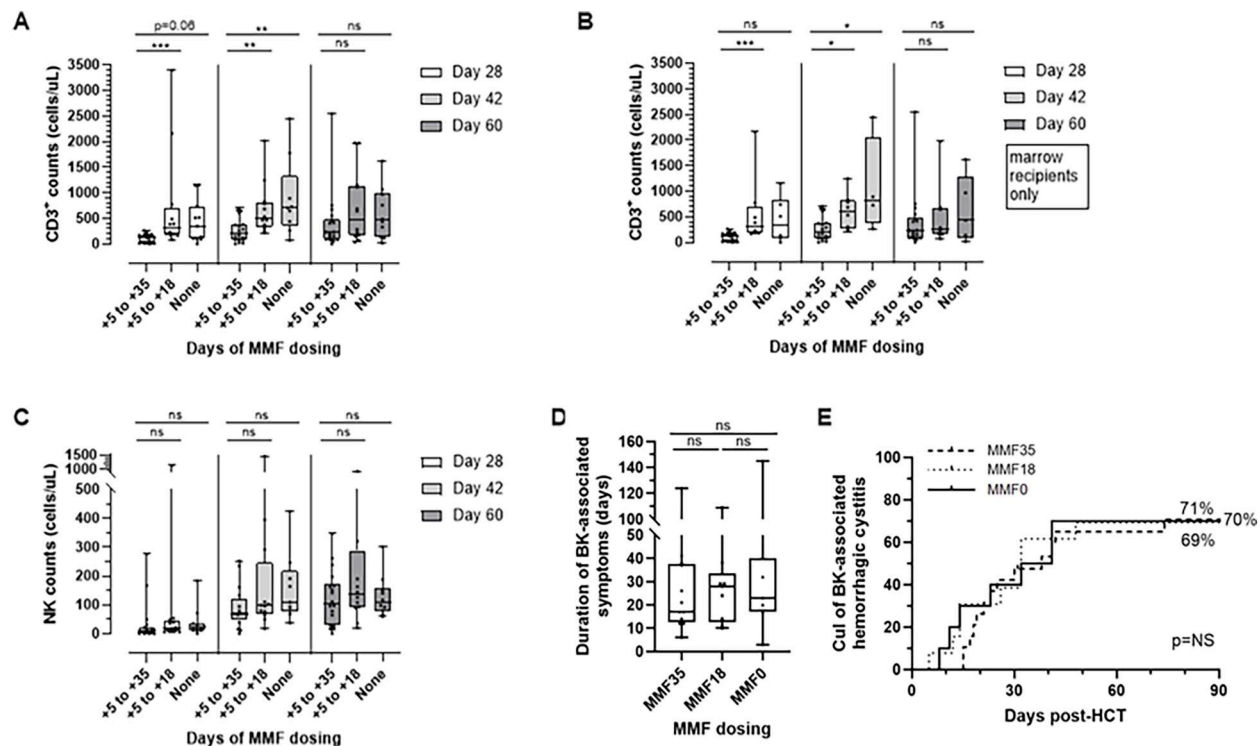 A
p=0.06
**
ns
***
**
ns
CD3+ counts (cells/uL)
3500
3000
2500
2000
1500
1000
500
0
Day 28
Day 42
Day 60
+5 to +35
+5 to +18
None
+5 to +35
+5 to +18
None
+5 to +35
+5 to +18
None
Days of MMF dosing
B
ns
*
ns
***
*
ns
CD3+ counts (cells/uL)
3500
3000
2500
2000
1500
1000
500
0
Day 28
Day 42
Day 60
marrow
recipients
only
+5 to +35
+5 to +18
None
+5 to +35
+5 to +18
None
+5 to +35
+5 to +18
None
Days of MMF dosing
C
ns
ns
ns
ns
ns
ns
NK counts (cells/uL)
1500
1000
500
400
300
200
100
0
Day 28
Day 42
Day 60
+5 to +35
+5 to +18
None
+5 to +35
+5 to +18
None
+5 to +35
+5 to +18
None
Days of MMF dosing
D
ns
ns
ns
Duration of BK-associated
symptoms (days)
160
140
120
100
50
40
30
20
10
0
MMF35
MMF18
MMF0
MMF dosing
E
MMF35
MMF18
MMF0
CuI of BK-associated
hemorrhagic cystitis
100
80
60
40
20
0
71%
70%
69%
p=NS
0
30
60
90
Days post-HCT